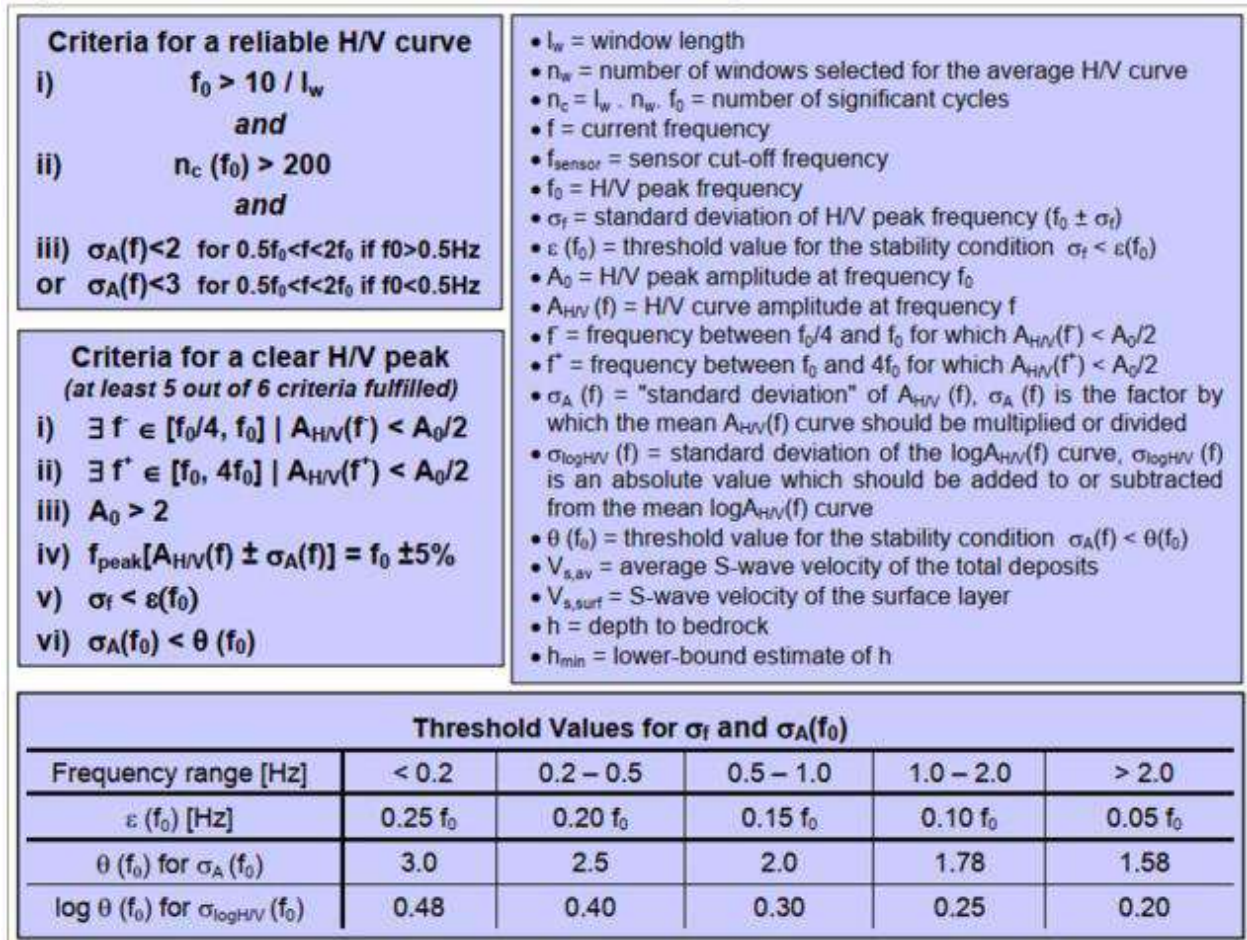 Criteria for a reliable H/V curve
i) f₀ > 10 / l_w
and
ii) n_c (f₀) > 200
and
iii) σ_A(f)<2 for 0.5f₀<f<2f₀ if f0>0.5Hz
or σ_A(f)<3 for 0.5f₀<f<2f₀ if f0<0.5Hz
Criteria for a clear H/V peak
(at least 5 out of 6 criteria fulfilled)
i) ∃ f⁻ ∈ [f₀/4, f₀] | A_H/V(f⁻) < A₀/2
ii) ∃ f⁺ ∈ [f₀, 4f₀] | A_H/V(f⁺) < A₀/2
iii) A₀ > 2
iv) f_peak[A_H/V(f) ± σ_A(f)] = f₀ ±5%
v) σ_f < ε(f₀)
vi) σ_A(f₀) < θ (f₀)
• l_w = window length
• n_w = number of windows selected for the average H/V curve
• n_c = l_w . n_w. f₀ = number of significant cycles
• f = current frequency
• f_sensor = sensor cut-off frequency
• f₀ = H/V peak frequency
• σ_f = standard deviation of H/V peak frequency (f₀ ± σ_f)
• ε (f₀) = threshold value for the stability condition σ_f < ε(f₀)
• A₀ = H/V peak amplitude at frequency f₀
• A_H/V (f) = H/V curve amplitude at frequency f
• f⁻ = frequency between f₀/4 and f₀ for which A_H/V(f⁻) < A₀/2
• f⁺ = frequency between f₀ and 4f₀ for which A_H/V(f⁺) < A₀/2
• σ_A (f) = "standard deviation" of A_H/V (f), σ_A (f) is the factor by
which the mean A_H/V(f) curve should be multiplied or divided
• σ_logH/V (f) = standard deviation of the logA_H/V(f) curve, σ_logH/V (f)
is an absolute value which should be added to or subtracted
from the mean logA_H/V(f) curve
• θ (f₀) = threshold value for the stability condition σ_A(f) < θ(f₀)
• V_s,av = average S-wave velocity of the total deposits
• V_s,surf = S-wave velocity of the surface layer
• h = depth to bedrock
• h_min = lower-bound estimate of h
Threshold Values for σ_f and σ_A(f₀)
Frequency range [Hz] < 0.2 0.2 – 0.5 0.5 – 1.0 1.0 – 2.0 > 2.0
ε (f₀) [Hz] 0.25 f₀ 0.20 f₀ 0.15 f₀ 0.10 f₀ 0.05 f₀
θ (f₀) for σ_A (f₀) 3.0 2.5 2.0 1.78 1.58
log θ (f₀) for σ_logH/V (f₀) 0.48 0.40 0.30 0.25 0.20